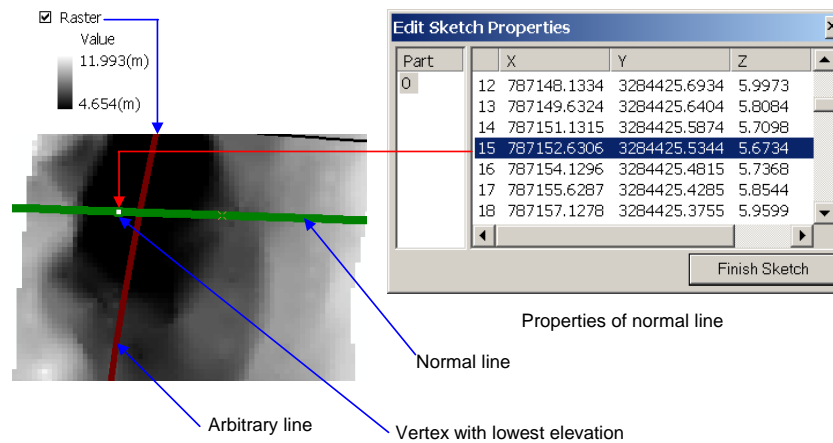 Raster
Value
11.993(m)
4.654(m)
Edit Sketch Properties
Part
0
X Y Z
12 787148.1334 3284425.6934 5.9973
13 787149.6324 3284425.6404 5.8084
14 787151.1315 3284425.5874 5.7098
15 787152.6306 3284425.5344 5.6734
16 787154.1296 3284425.4815 5.7368
17 787155.6287 3284425.4285 5.8544
18 787157.1278 3284425.3755 5.9599
Finish Sketch
Properties of normal line
Normal line
Arbitrary line
Vertex with lowest elevation